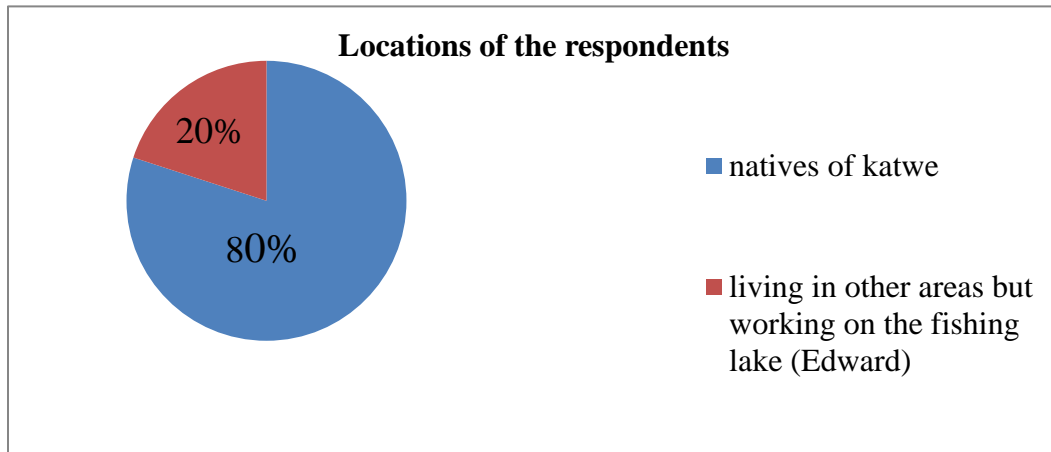 Locations of the respondents
20%
80%
natives of katwe
living in other areas but
working on the fishing
lake (Edward)